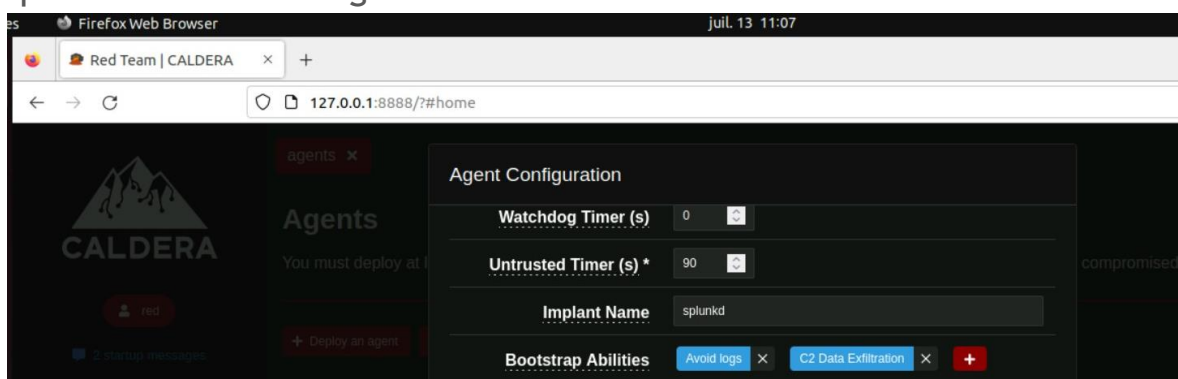 es Firefox Web Browser juil. 13 11:07
Red Team | CALDERA × +
127.0.0.1:8888/?#home
agents ×
Agent Configuration
Watchdog Timer (s) 0
Agents
CALDERA
You must deploy at l
Untrusted Timer (s) * 90
compromised
red
Implant Name splunkd
2 startup messages
+ Deploy an agent
Bootstrap Abilities Avoid logs × C2 Data Exfiltration × +